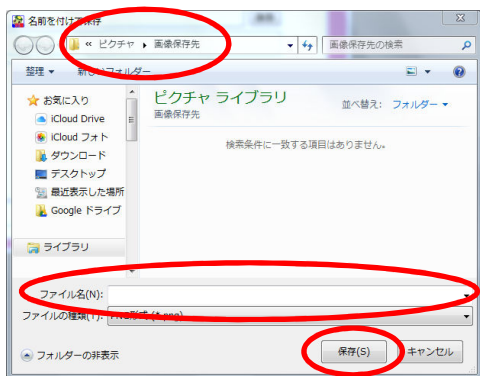 名前を付けて保存
« ピクチャ ▸ 画像保存先
画像保存先の検索
整理 新しいフォルダー
お気に入り
iCloud Drive
iCloud フォト
ダウンロード
デスクトップ
最近表示した場所
Google ドライブ
ライブラリ
ピクチャ ライブラリ
画像保存先
並べ替え: フォルダー
検索条件に一致する項目はありません。
ファイル名(N):
ファイルの種類(T): PNG形式 (*.png)
フォルダーの非表示
保存(S)
キャンセル